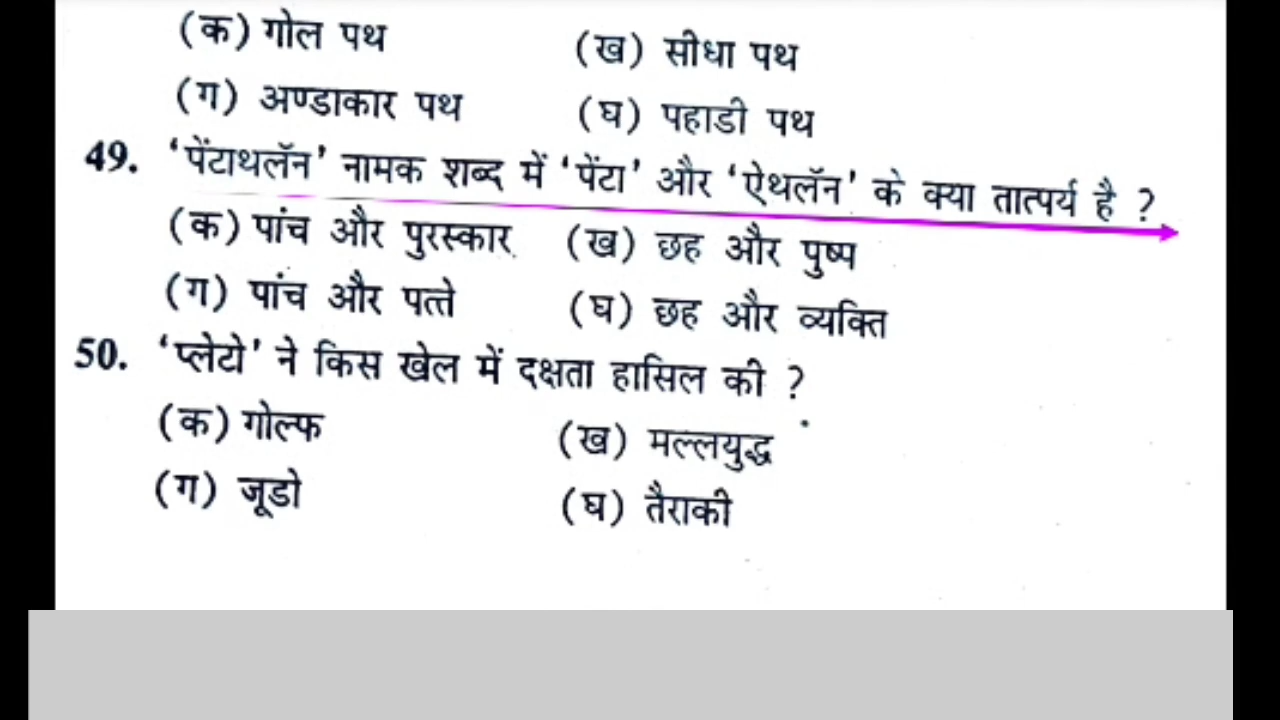 (क) गोल पथ (ख) सीधा पथ
(ग) अण्डाकार पथ (घ) पहाडी पथ
49. ‘पेंटाथलॅन’ नामक शब्द में ‘पेंटा’ और ‘ऐथलॅन’ के क्या तात्पर्य है ?
(क) पांच और पुरस्कार (ख) छह और पुष्प
(ग) पांच और पत्ते (घ) छह और व्यक्ति
50. ‘प्लेटो’ ने किस खेल में दक्षता हासिल की ?
(क) गोल्फ (ख) मल्लयुद्ध
(ग) जूडो (घ) तैराकी